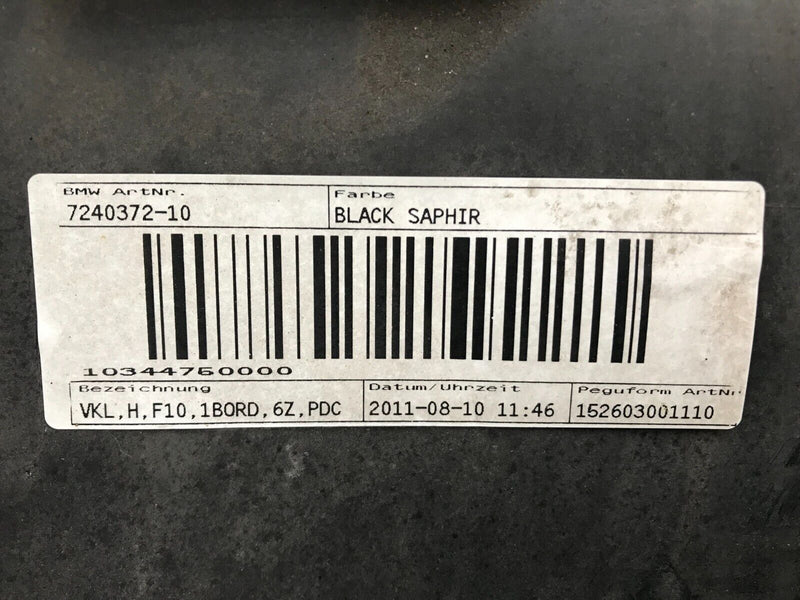 BMW ArtNr.
Farbe
7240372-10
BLACK SAPHIR
10344750000
Bezeichnung
Datum/Uhrzeit
Peguform ArtNr
VKL,H,F10,1BORD,6Z,PDC
2011-08-10 11:46
152603001110